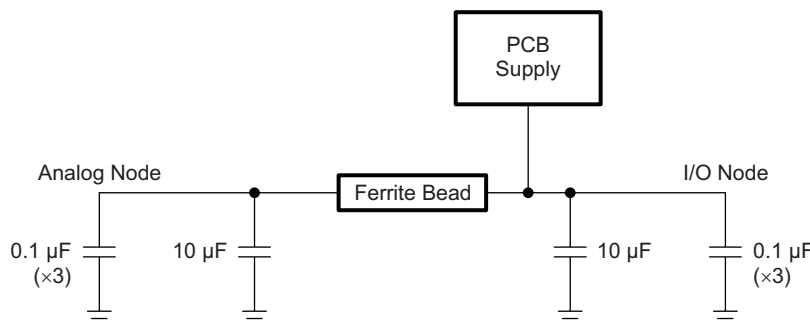 PCB
Supply
Analog Node
Ferrite Bead
I/O Node
0.1 µF
(×3)
10 µF
10 µF
0.1 µF
(×3)